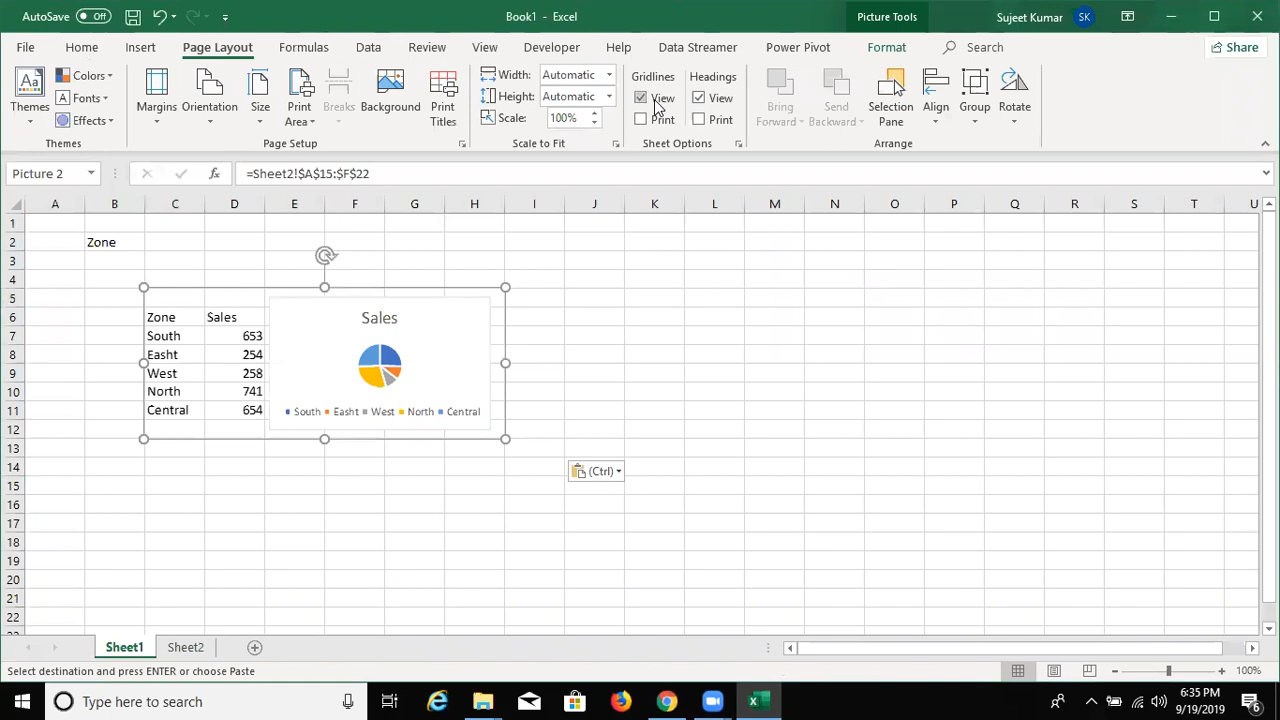 AutoSave Off Book1 - Excel Picture Tools Sujeet Kumar SK
File Home Insert Page Layout Formulas Data Review View Developer Help Data Streamer Power Pivot Format Search Share
Themes Colors Fonts Effects
Margins Orientation Size Print Area Breaks Background Print Titles
Width: Automatic
Height: Automatic
Scale: 100%
Gridlines View Print
Headings View Print
Bring Forward Send Backward Selection Pane Align Group Rotate
Themes Page Setup Scale to Fit Sheet Options Arrange
Picture 2 fx =Sheet2!$A$15:$F$22
A B C D E F G H I J K L M N O P Q R S T U
1
2 Zone
3
4
5
6 Zone Sales
7 South 653
8 Easht 254
9 West 258
10 North 741
11 Central 654
Sales
South Easht West North Central
12
13
14
(Ctrl)
15
16
17
18
19
20
21
22
Sheet1 Sheet2
Select destination and press ENTER or choose Paste 100%
Type here to search
6:35 PM
9/19/2019
6